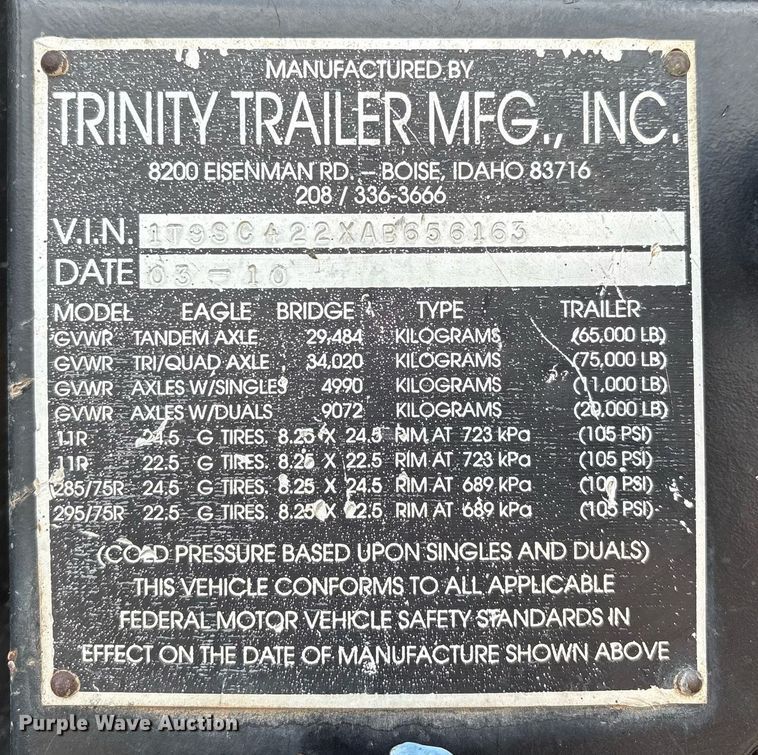 MANUFACTURED BY
TRINITY TRAILER MFG., INC.
8200 EISENMAN RD. — BOISE, IDAHO 83716
208 / 336-3666
V.I.N. 1T9SC422XAB656163
DATE 03-10
MODEL EAGLE BRIDGE TYPE TRAILER
GVWR TANDEM AXLE 29,484 KILOGRAMS (65,000 LB)
GVWR TRI/QUAD AXLE 34,020 KILOGRAMS (75,000 LB)
GVWR AXLES W/SINGLES 4990 KILOGRAMS (11,000 LB)
GVWR AXLES W/DUALS 9072 KILOGRAMS (20,000 LB)
11R 24.5 G TIRES. 8.25 X 24.5 RIM AT 723 kPa (105 PSI)
11R 22.5 G TIRES. 8.25 X 22.5 RIM AT 723 kPa (105 PSI)
285/75R 24.5 G TIRES. 8.25 X 24.5 RIM AT 689 kPa (100 PSI)
295/75R 22.5 G TIRES. 8.25 X 22.5 RIM AT 689 kPa (105 PSI)
(COLD PRESSURE BASED UPON SINGLES AND DUALS)
THIS VEHICLE CONFORMS TO ALL APPLICABLE
FEDERAL MOTOR VEHICLE SAFETY STANDARDS IN
EFFECT ON THE DATE OF MANUFACTURE SHOWN ABOVE
Purple Wave Auction